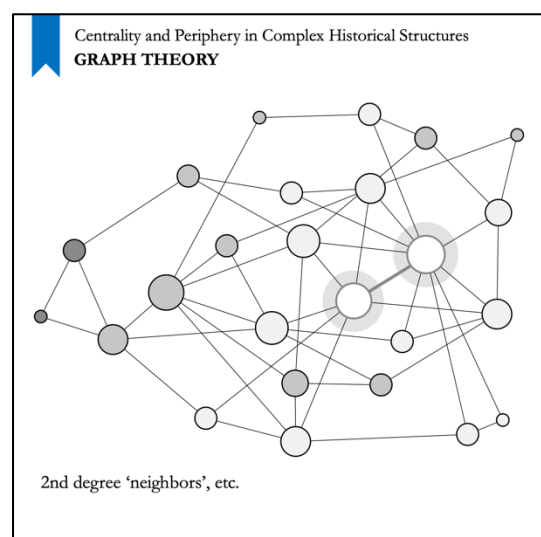 Centrality and Periphery in Complex Historical Structures
GRAPH THEORY
2nd degree ‘neighbors’, etc.